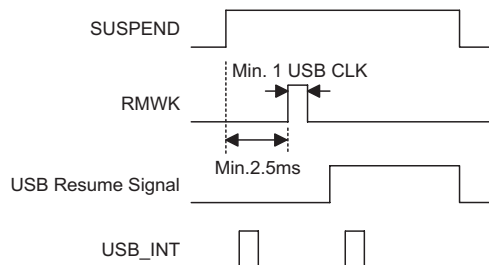 SUSPEND
Min. 1 USB CLK
RMWK
Min.2.5ms
USB Resume Signal
USB_INT